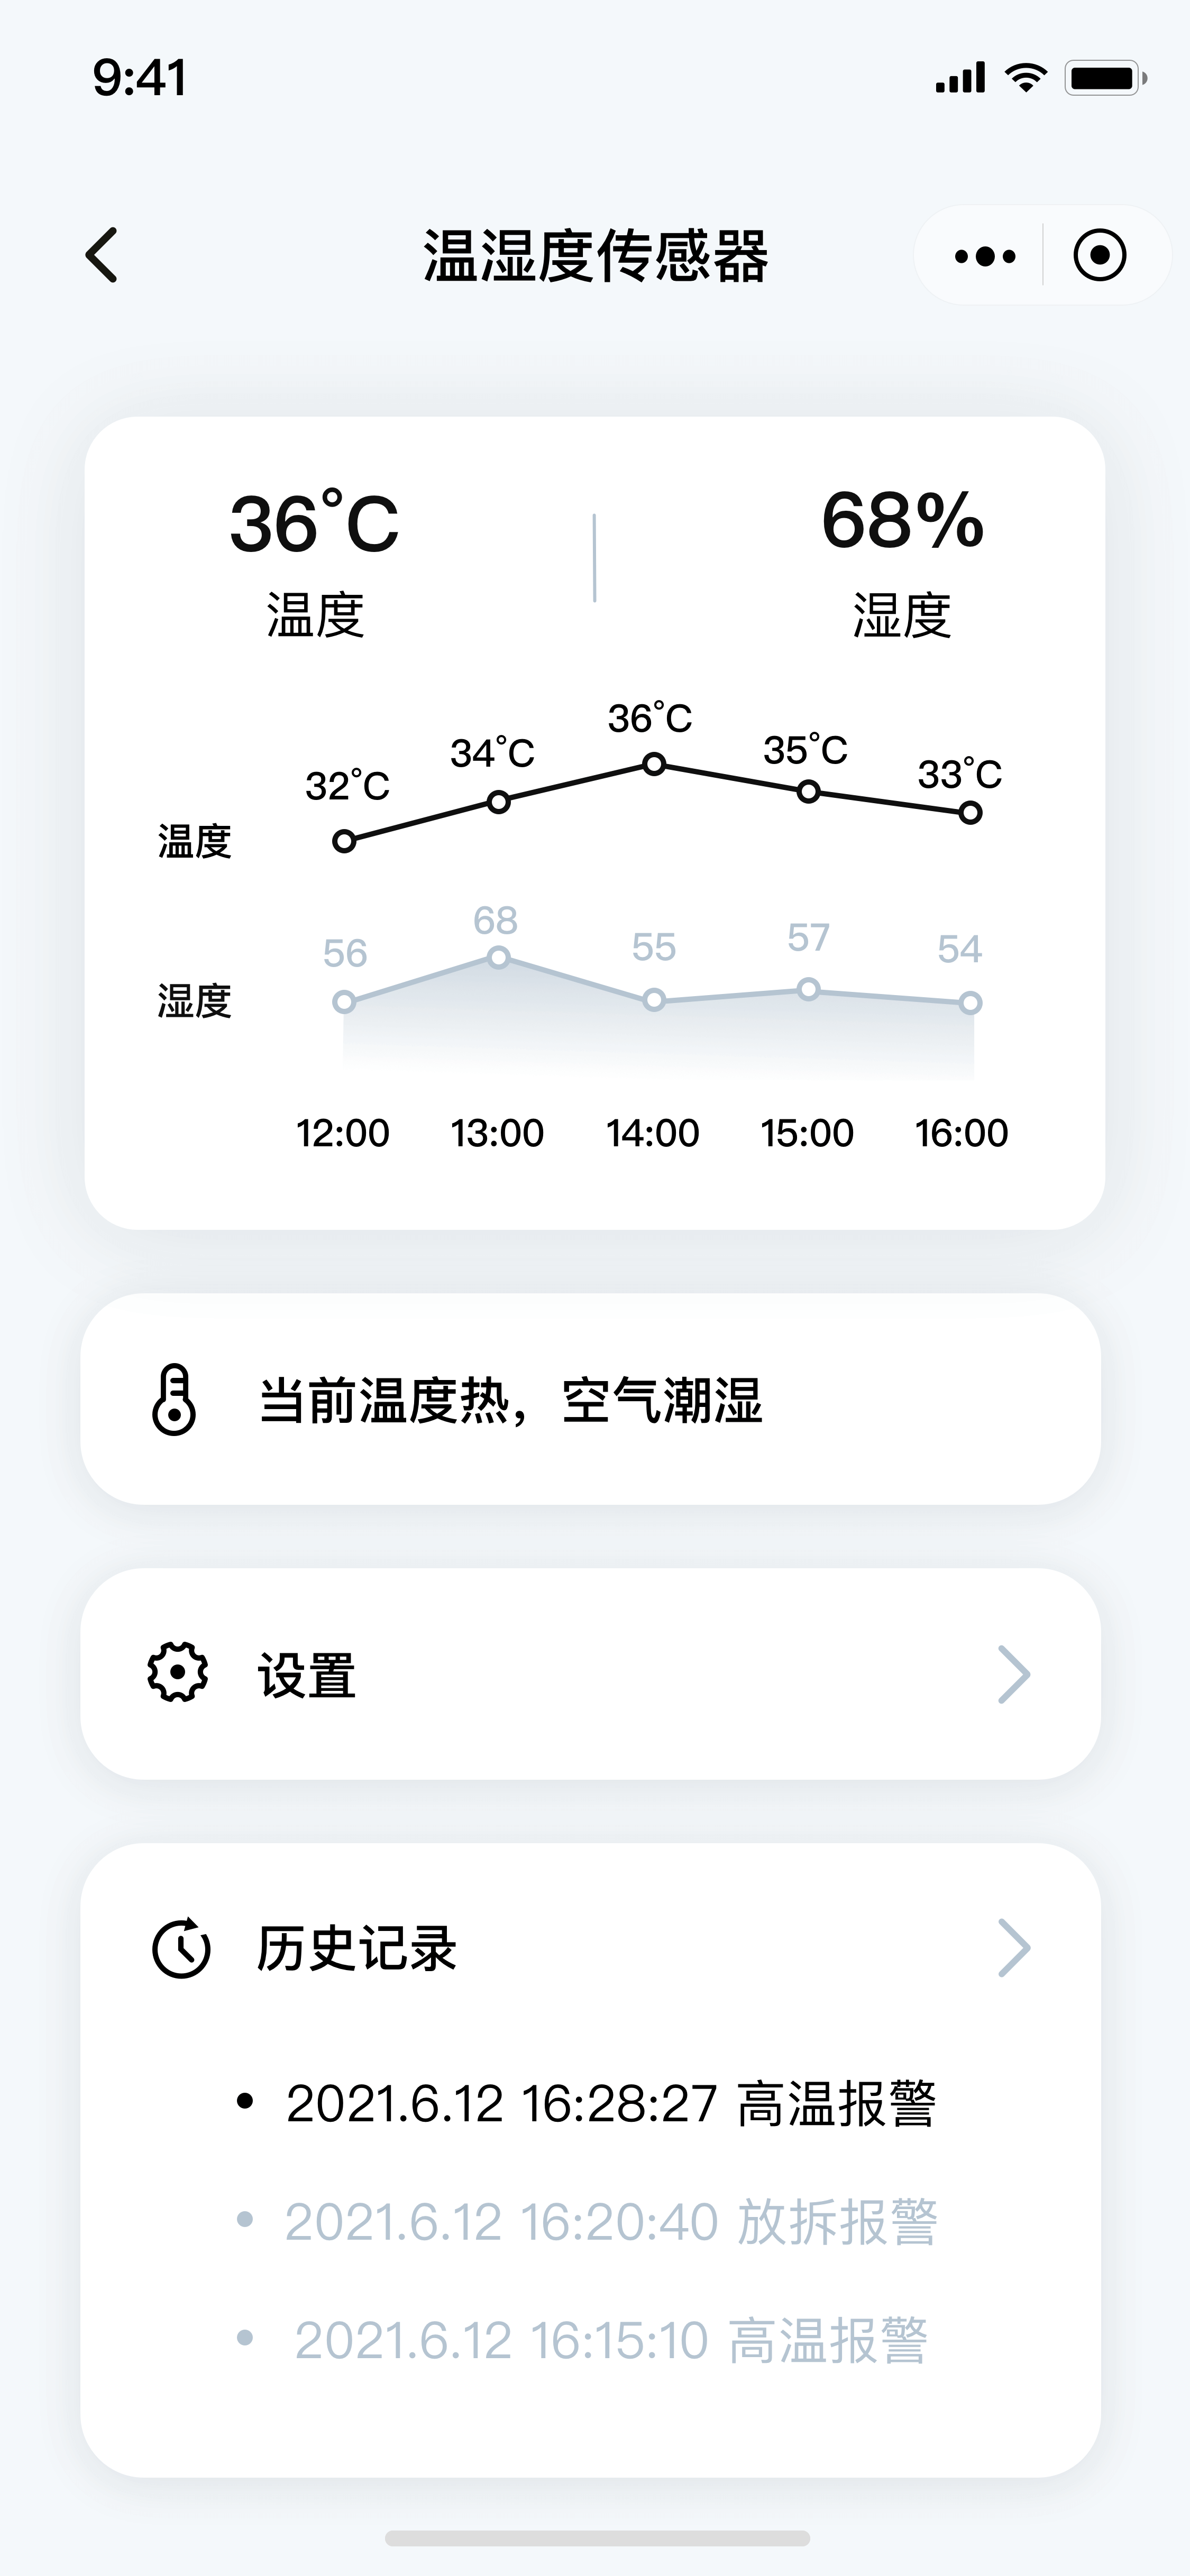 9:41
温湿度传感器
36°C
68%
温度
湿度
32°C 34°C 36°C 35°C 33°C
温度
56 68 55 57 54
湿度
12:00 13:00 14:00 15:00 16:00
当前温度热，空气潮湿
设置
历史记录
2021.6.12 16:28:27 高温报警
2021.6.12 16:20:40 放拆报警
2021.6.12 16:15:10 高温报警